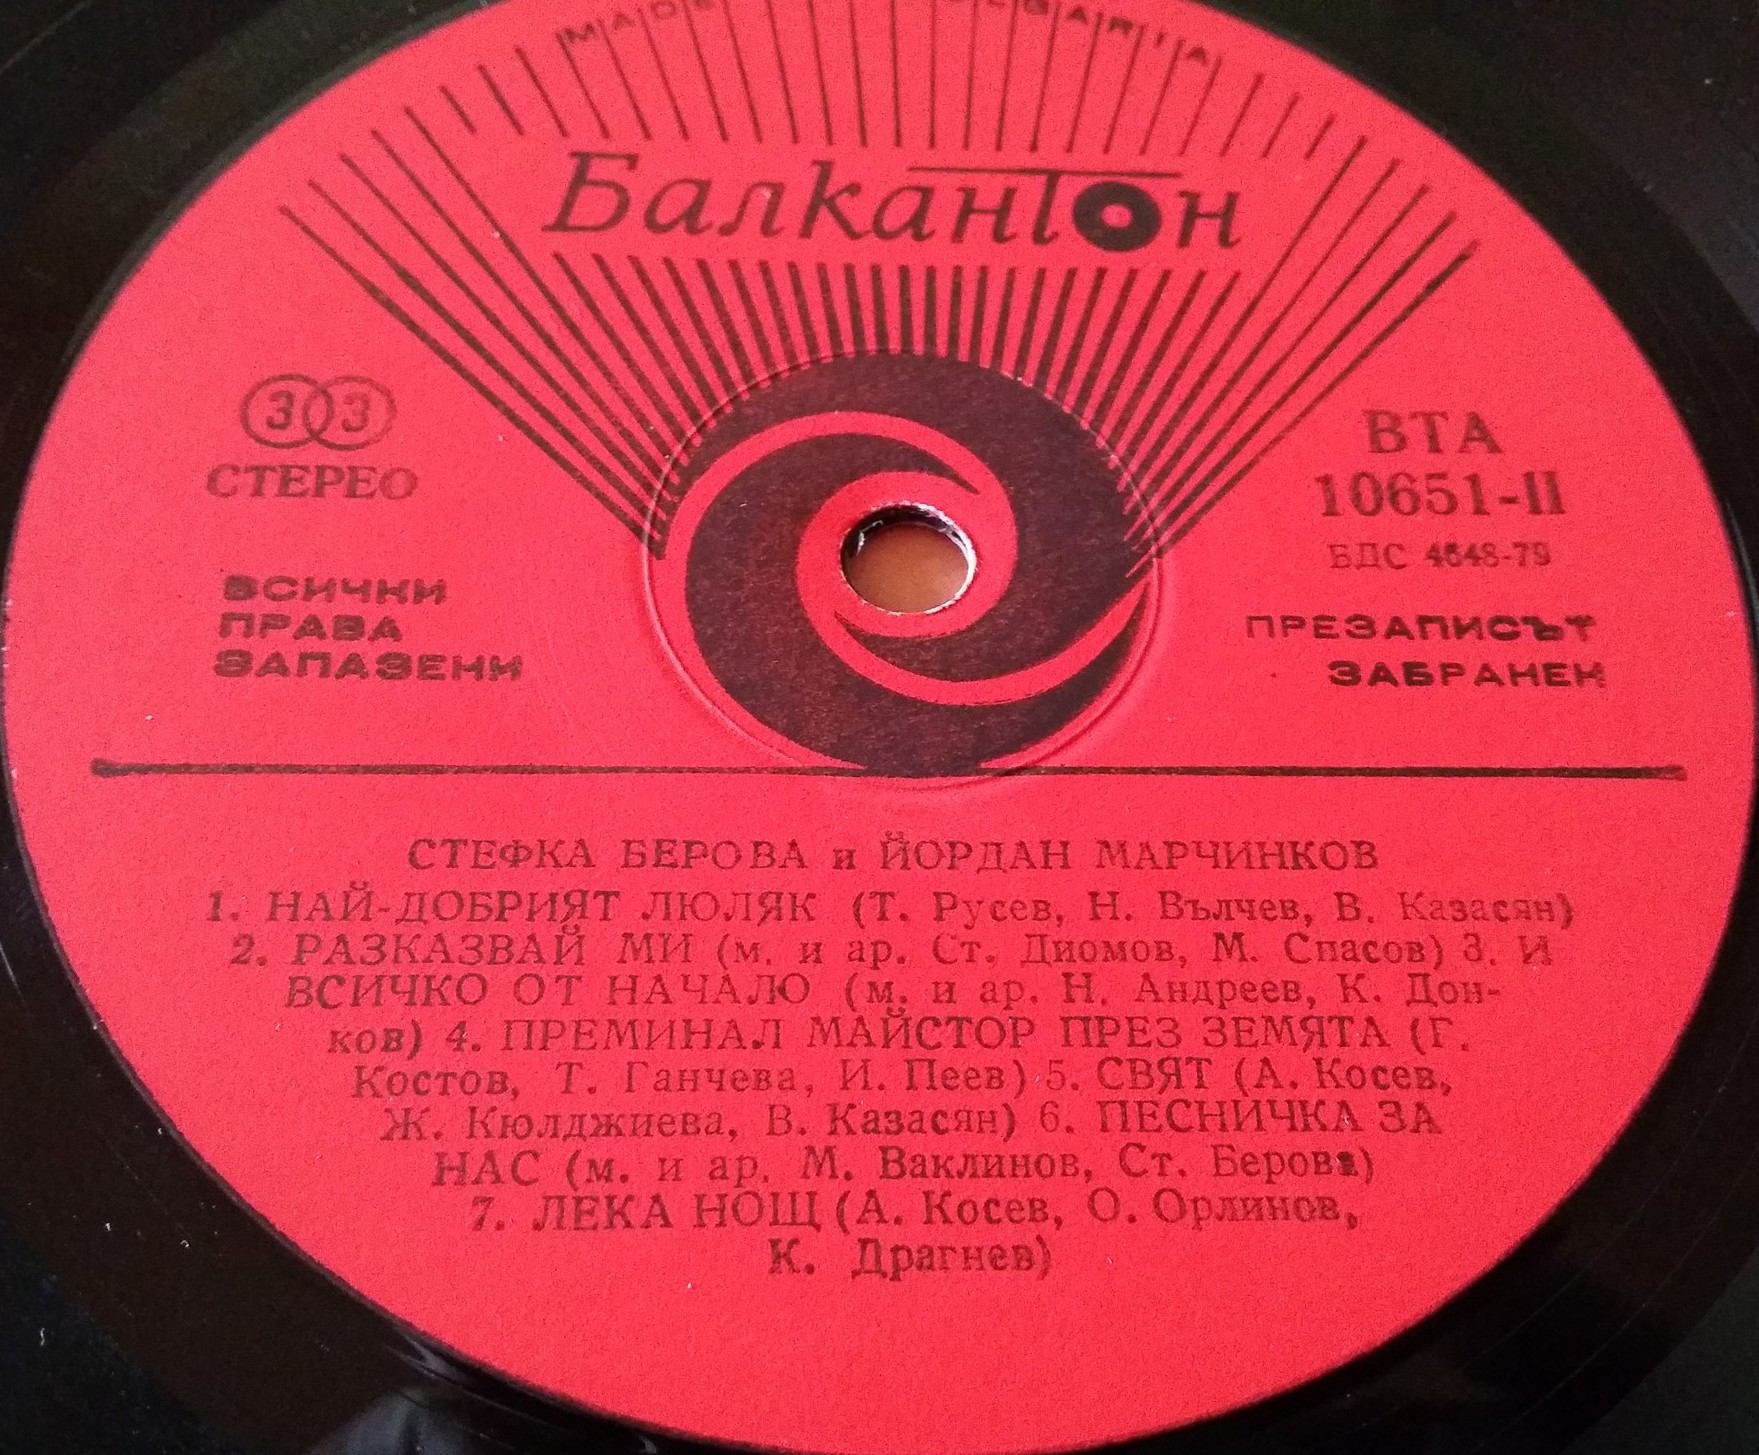 MADE BULGARIA
Балкантон
33
СТЕРЕО
ВТА
10651-II
БДС 4648-79
ВСИЧКИ
ПРАВА
ЗАПАЗЕНИ
ПРЕЗАПИСЪТ
ЗАБРАНЕН
СТЕФКА БЕРОВА и ЙОРДАН МАРЧИНКОВ
1. НАЙ-ДОБРИЯТ ЛЮЛЯК (Т. Русев, Н. Вълчев, В. Казасян)
2. РАЗКАЗВАЙ МИ (м. и ар. Ст. Диомов, М. Спасов) 3. И
ВСИЧКО ОТ НАЧАЛО (м. и ар. Н. Андреев, К. Дон-
ков) 4. ПРЕМИНАЛ МАЙСТОР ПРЕЗ ЗЕМЯТА (Г.
Костов, Т. Ганчева, И. Пеев) 5. СВЯТ (А. Косев,
Ж. Кюлджиева, В. Казасян) 6. ПЕСНИЧКА ЗА
НАС (м. и ар. М. Ваклинов, Ст. Берова)
7. ЛЕКА НОЩ (А. Косев, О. Орлинов,
К. Драгнев)